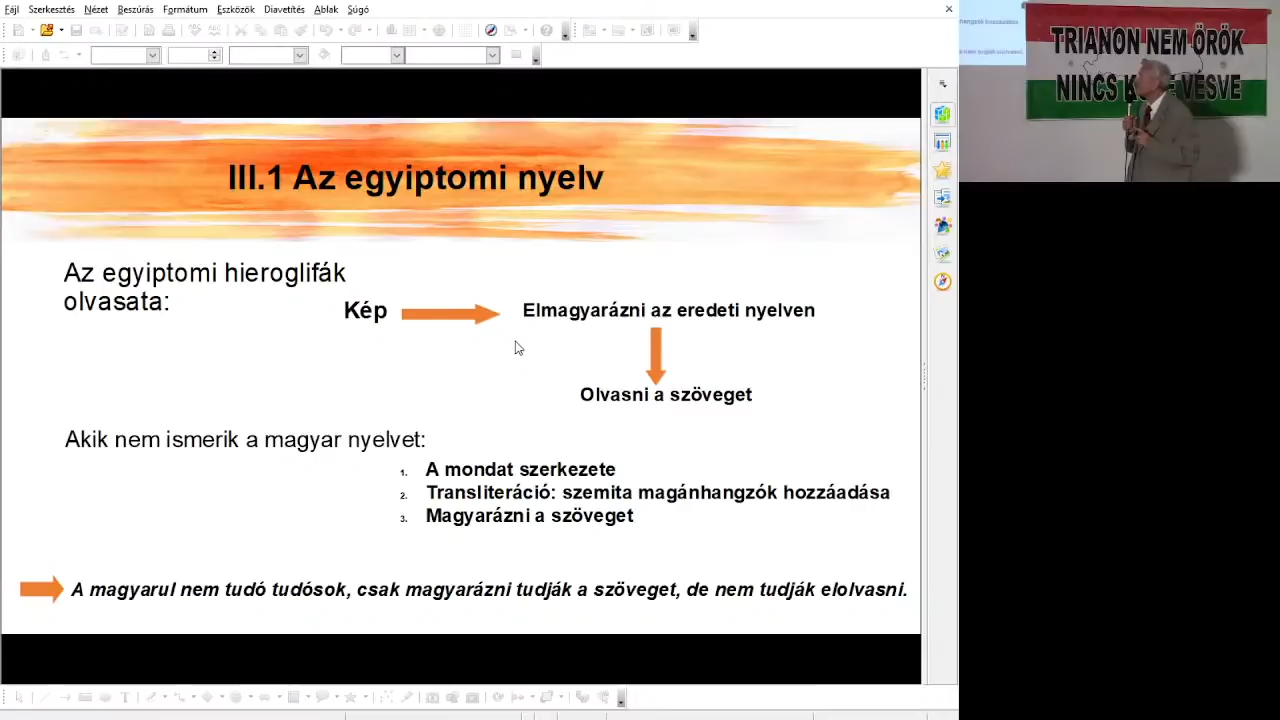 Fájl Szerkesztés Nézet Beszúrás Formátum Eszközök Diavetítés Ablak Súgó
TRIANON NEM ÖRÖK
NINCS KŐBE VÉSVE
III.1 Az egyiptomi nyelv
Az egyiptomi hieroglifák
olvasata:
Kép
Elmagyarázni az eredeti nyelven
Olvasni a szöveget
Akik nem ismerik a magyar nyelvet:
1. A mondat szerkezete
2. Transliteráció: szemita magánhangzók hozzáadása
3. Magyarázni a szöveget
A magyarul nem tudó tudósok, csak magyarázni tudják a szöveget, de nem tudják elolvasni.